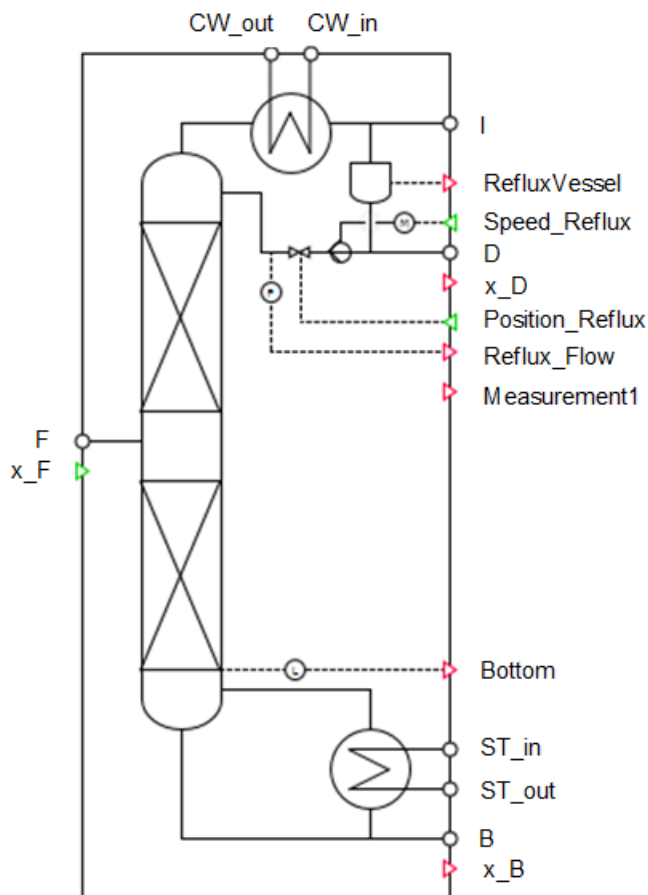 CW_out CW_in
I
RefluxVessel
M Speed_Reflux
D
x_D
Position_Reflux
Reflux_Flow
Measurement1
F
x_F
L Bottom
ST_in
ST_out
B
x_B